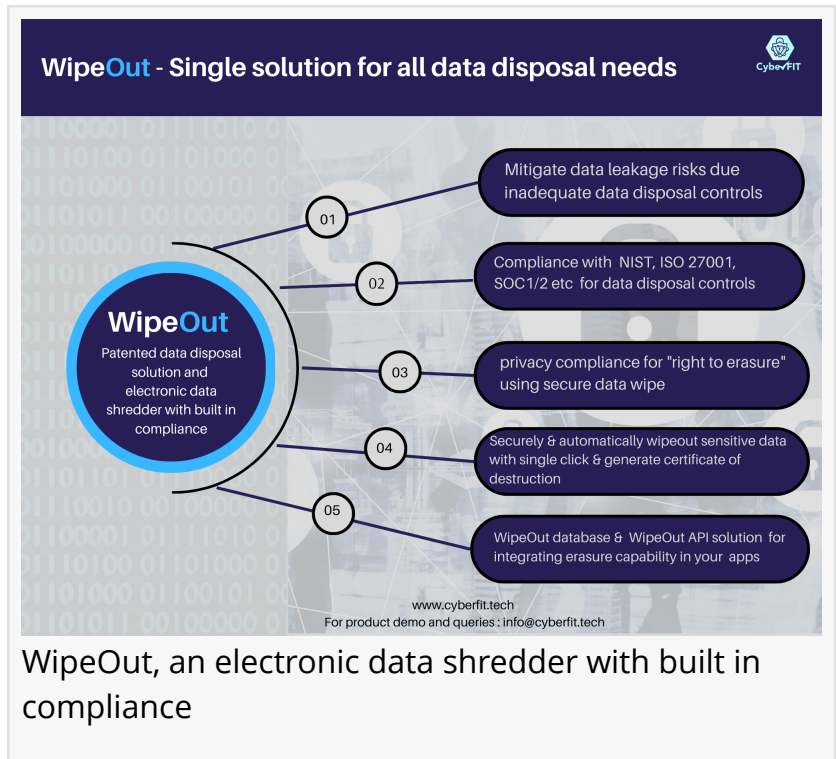 WipeOut - Single solution for all data disposal needs
CyberFIT
01
Mitigate data leakage risks due
inadequate data disposal controls
02
Compliance with NIST, ISO 27001,
SOC1/2 etc for data disposal controls
WipeOut
Patented data disposal
solution and
electronic data
shredder with built in
compliance
03
privacy compliance for "right to erasure"
using secure data wipe
04
Securely & automatically wipeout sensitive data
with single click & generate certificate of
destruction
05
WipeOut database & WipeOut API solution for
integrating erasure capability in your apps
www.cyberfit.tech
For product demo and queries : info@cyberfit.tech
WipeOut, an electronic data shredder with built in
compliance